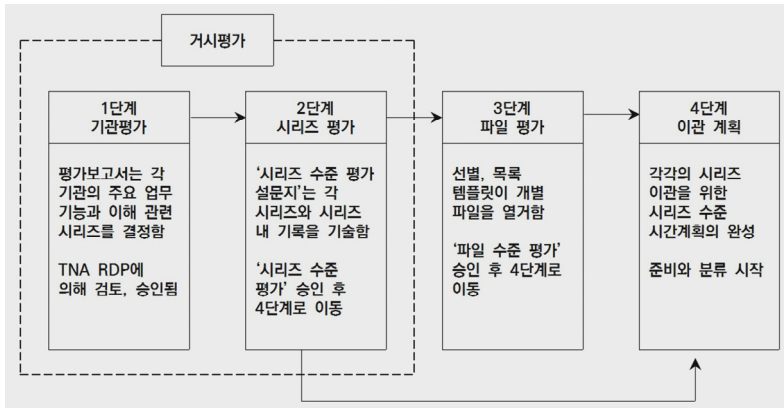 거시평가
1단계
기관평가
평가보고서는 각
기관의 주요 업무
기능과 이해 관련
시리즈를 결정함
TNA RDP에
의해 검토, 승인됨
2단계
시리즈 평가
‘시리즈 수준 평가
설문지’는 각
시리즈와 시리즈
내 기록을 기술함
‘시리즈 수준
평가’ 승인 후
4단계로 이동
3단계
파일 평가
선별, 목록
템플릿이 개별
파일을 열거함
‘파일 수준 평가’
승인 후 4단계로
이동
4단계
이관 계획
각각의 시리즈
이관을 위한
시리즈 수준
시간계획의 완성
준비와 분류 시작